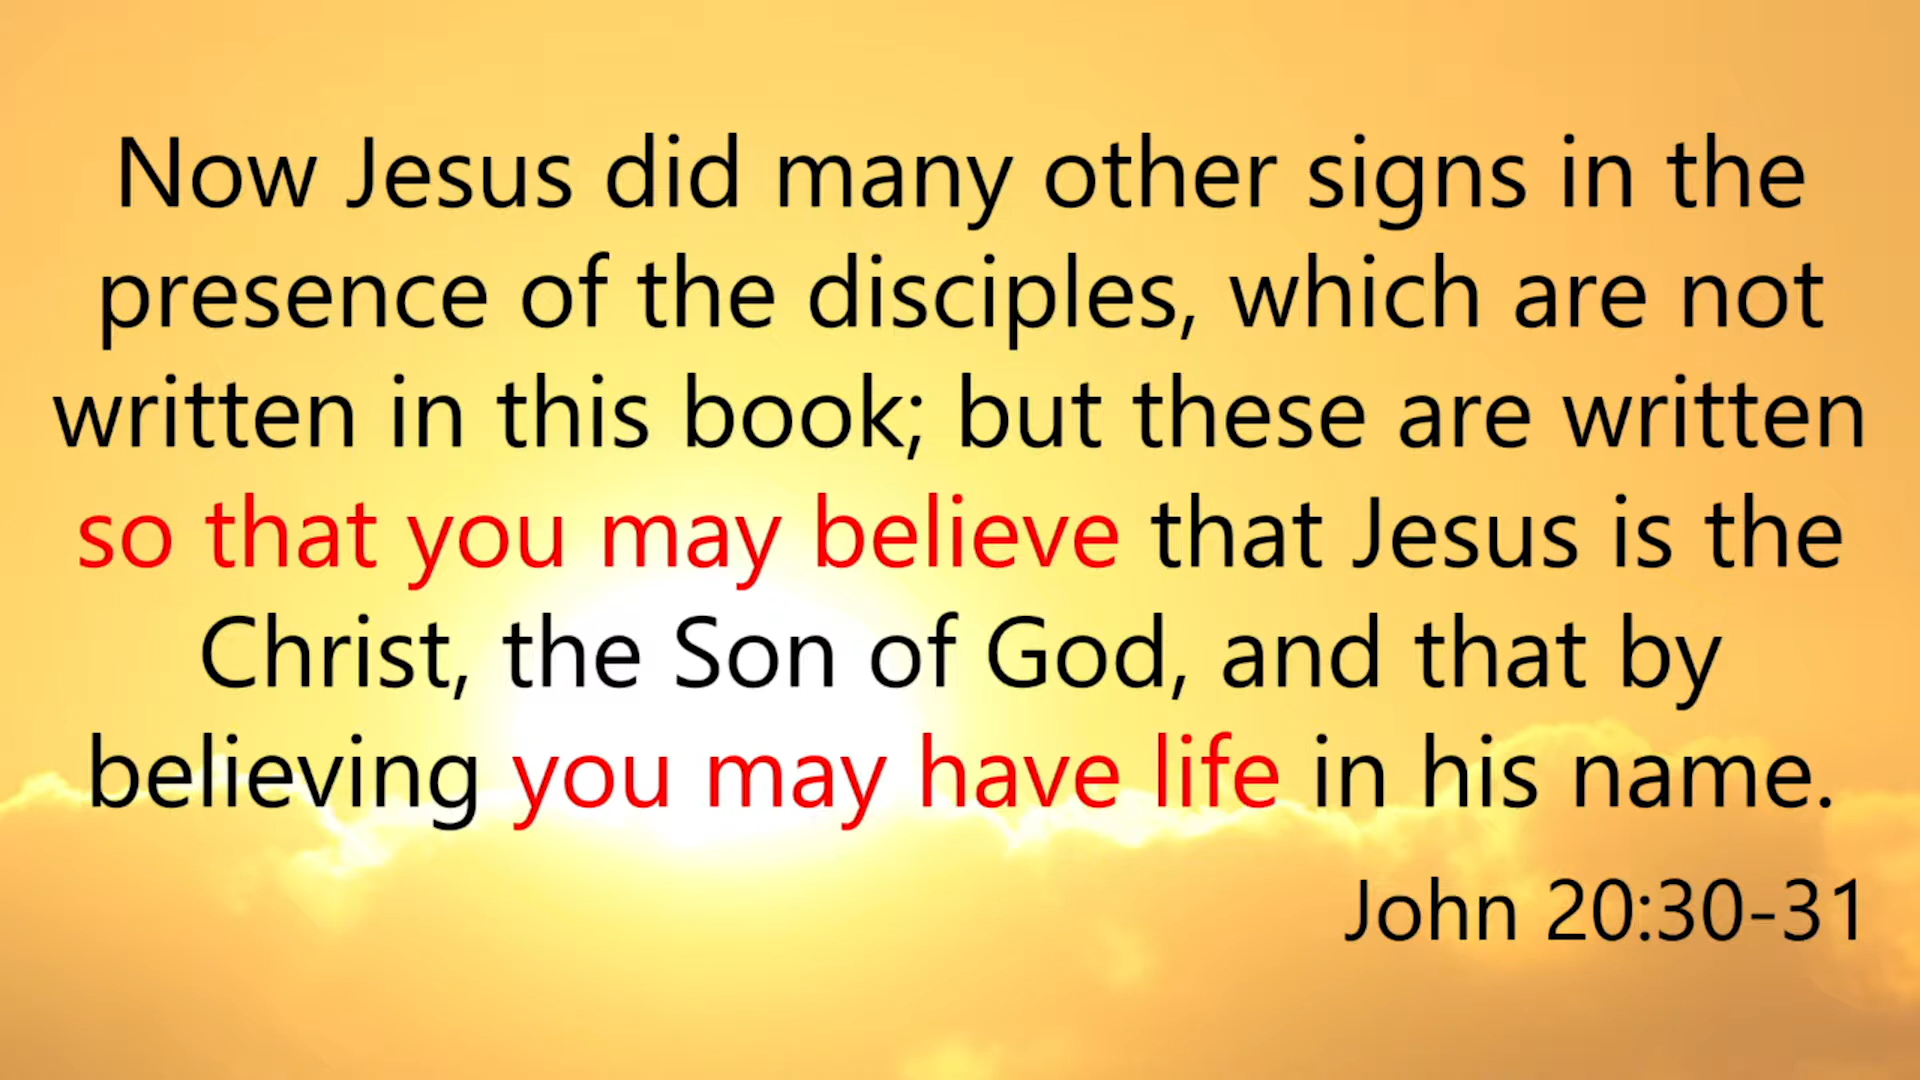 Now Jesus did many other signs in the
presence of the disciples, which are not
written in this book; but these are written
so that you may believe that Jesus is the
Christ, the Son of God, and that by
believing you may have life in his name.
John 20:30-31